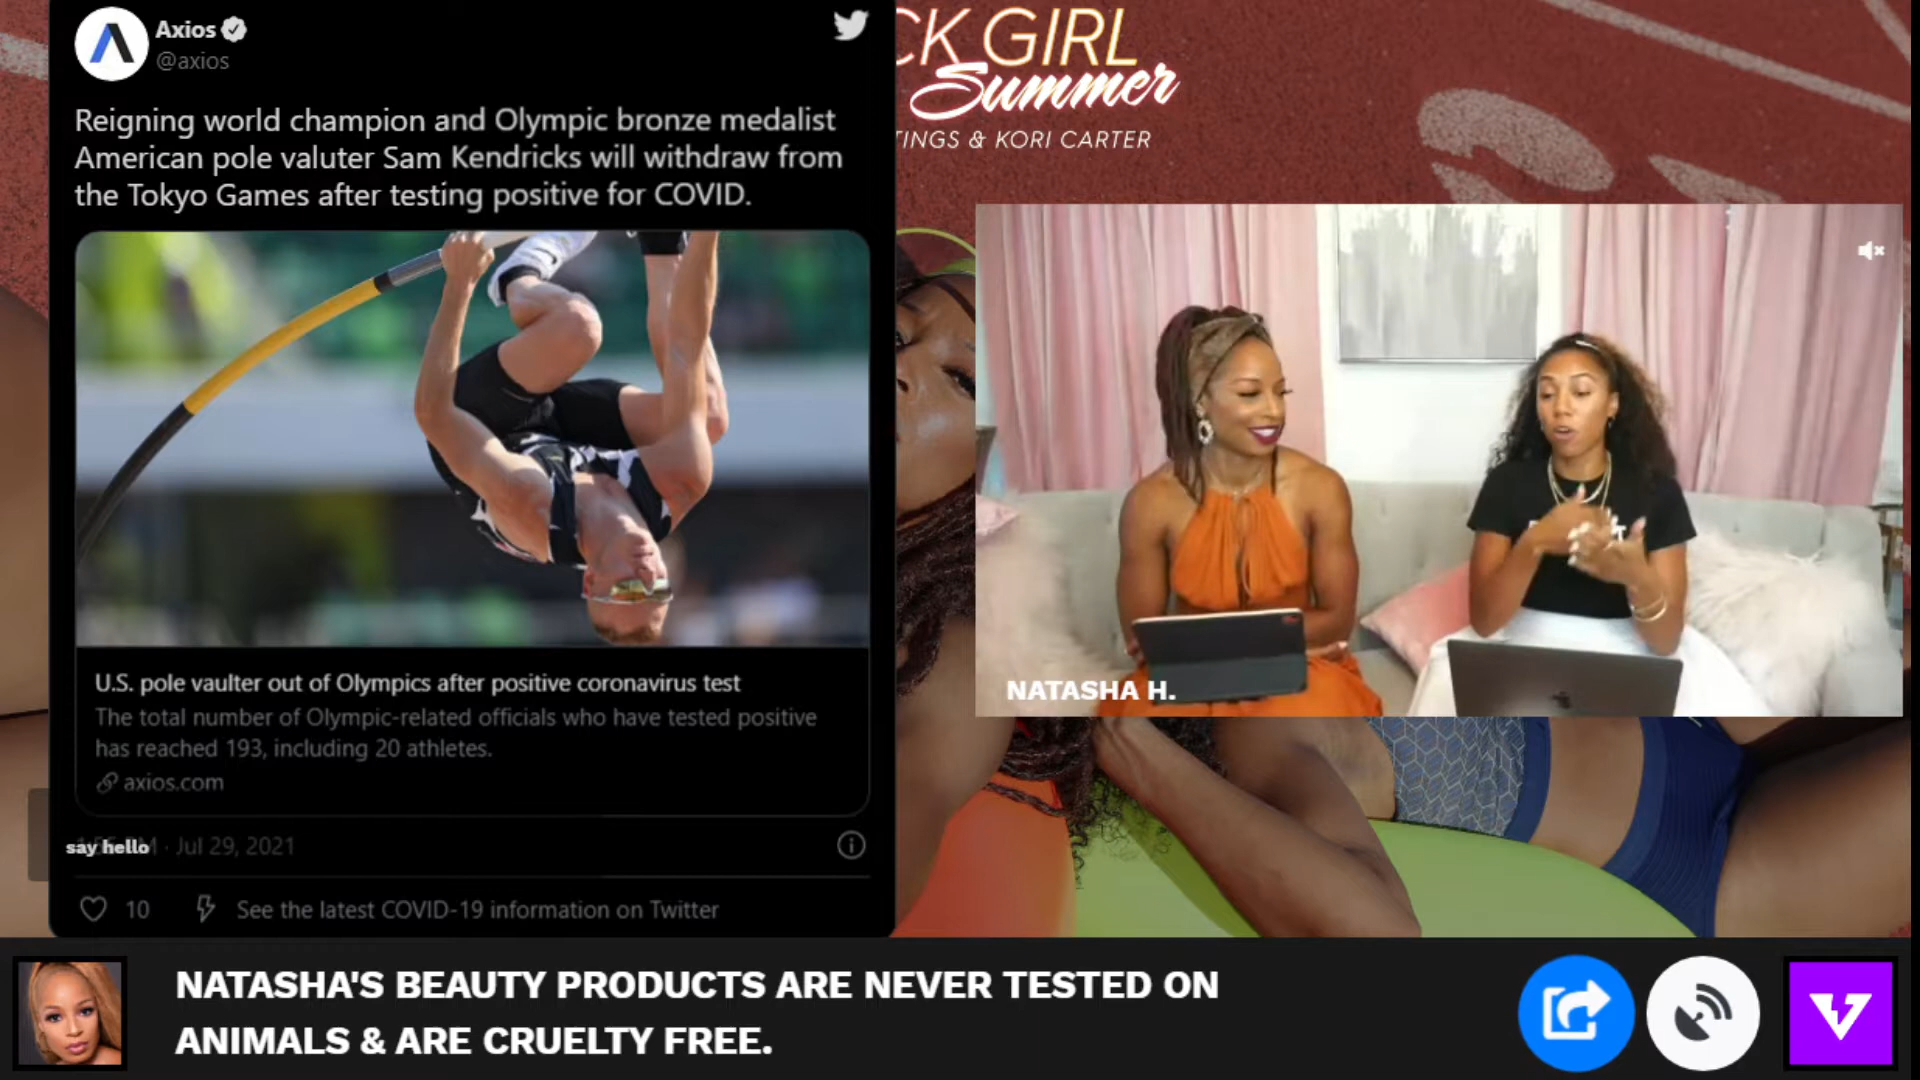 Axios
@axios
Reigning world champion and Olympic bronze medalist
American pole valuter Sam Kendricks will withdraw from
the Tokyo Games after testing positive for COVID.
U.S. pole vaulter out of Olympics after positive coronavirus test
The total number of Olympic-related officials who have tested positive
has reached 193, including 20 athletes.
axios.com
say hello
· Jul 29, 2021
10
See the latest COVID-19 information on Twitter
CK GIRL
Summer
TINGS & KORI CARTER
NATASHA H.
NATASHA'S BEAUTY PRODUCTS ARE NEVER TESTED ON
ANIMALS & ARE CRUELTY FREE.